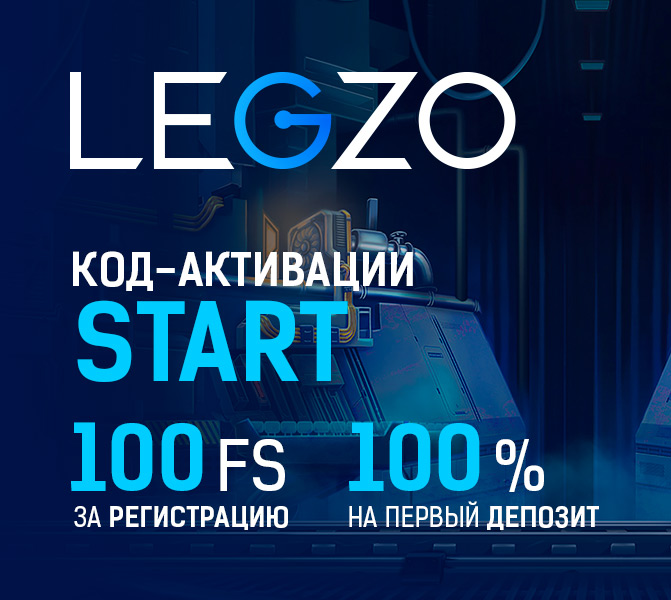 LEGZO
КОД-АКТИВАЦИИ
START
100 FS
ЗА РЕГИСТРАЦИЮ
100 %
НА ПЕРВЫЙ ДЕПОЗИТ